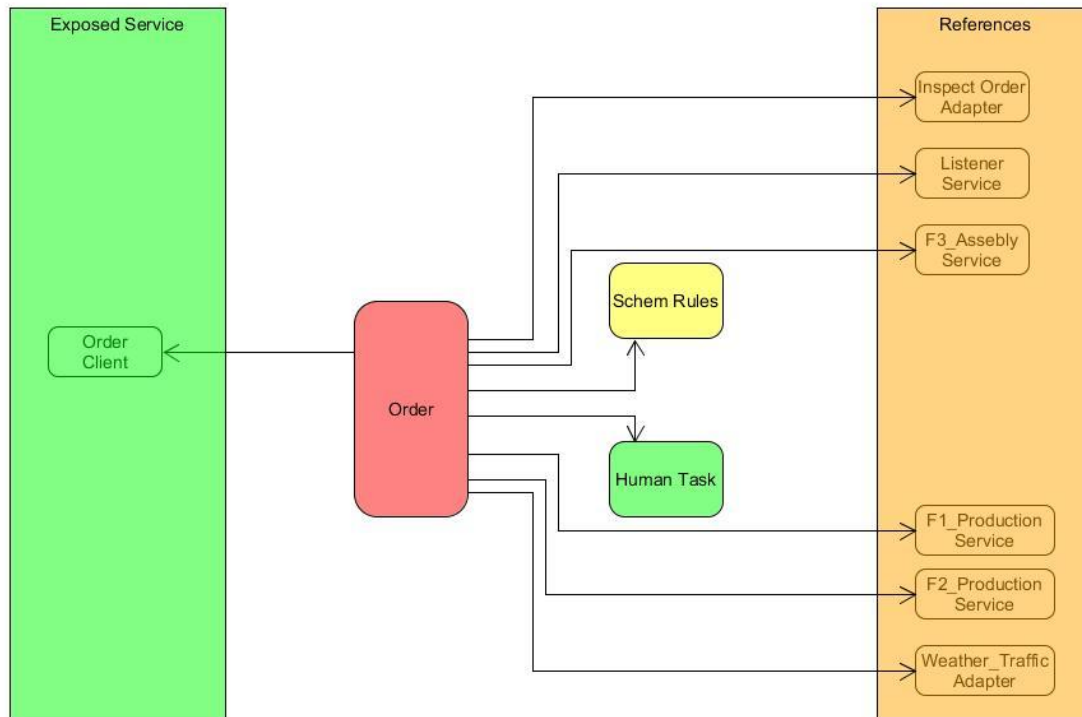 Exposed Service
References
Inspect Order
Adapter
Listener
Service
F3_Assebly
Service
Schem Rules
Order
Client
Order
Human Task
F1_Production
Service
F2_Production
Service
Weather_Traffic
Adapter